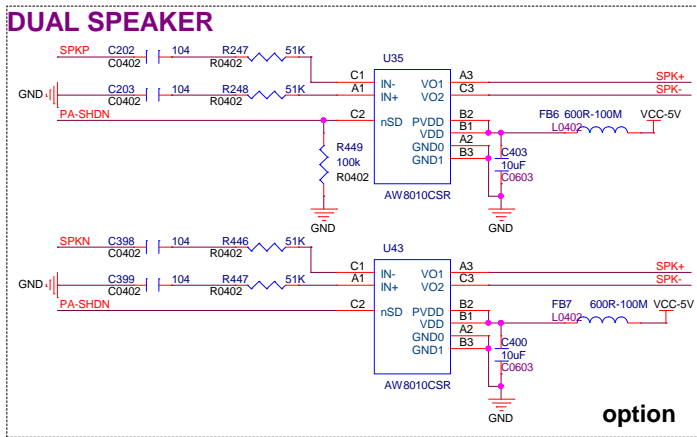 DUAL SPEAKER
SPKP C202 104 R247 51K
C0402 R0402
U35
C1 IN- VO1 A3 SPK+
GND C203 104 R248 51K A1 IN+ VO2 C3 SPK-
C0402 R0402
PA-SHDN C2 nSD PVDD B2
VDD B1 FB6 600R-100M VCC-5V
L0402
GND0 A2
GND1 B3
R449
100k
R0402
C403
10uF
C0603
AW8010CSR
GND
GND
SPKN C398 104 R446 51K
C0402 R0402
U43
C1 IN- VO1 A3 SPK+
GND C399 104 R447 51K A1 IN+ VO2 C3 SPK-
C0402 R0402
PA-SHDN C2 nSD PVDD B2
VDD B1 FB7 600R-100M VCC-5V
L0402
GND0 A2
GND1 B3
C400
10uF
C0603
AW8010CSR
GND
option